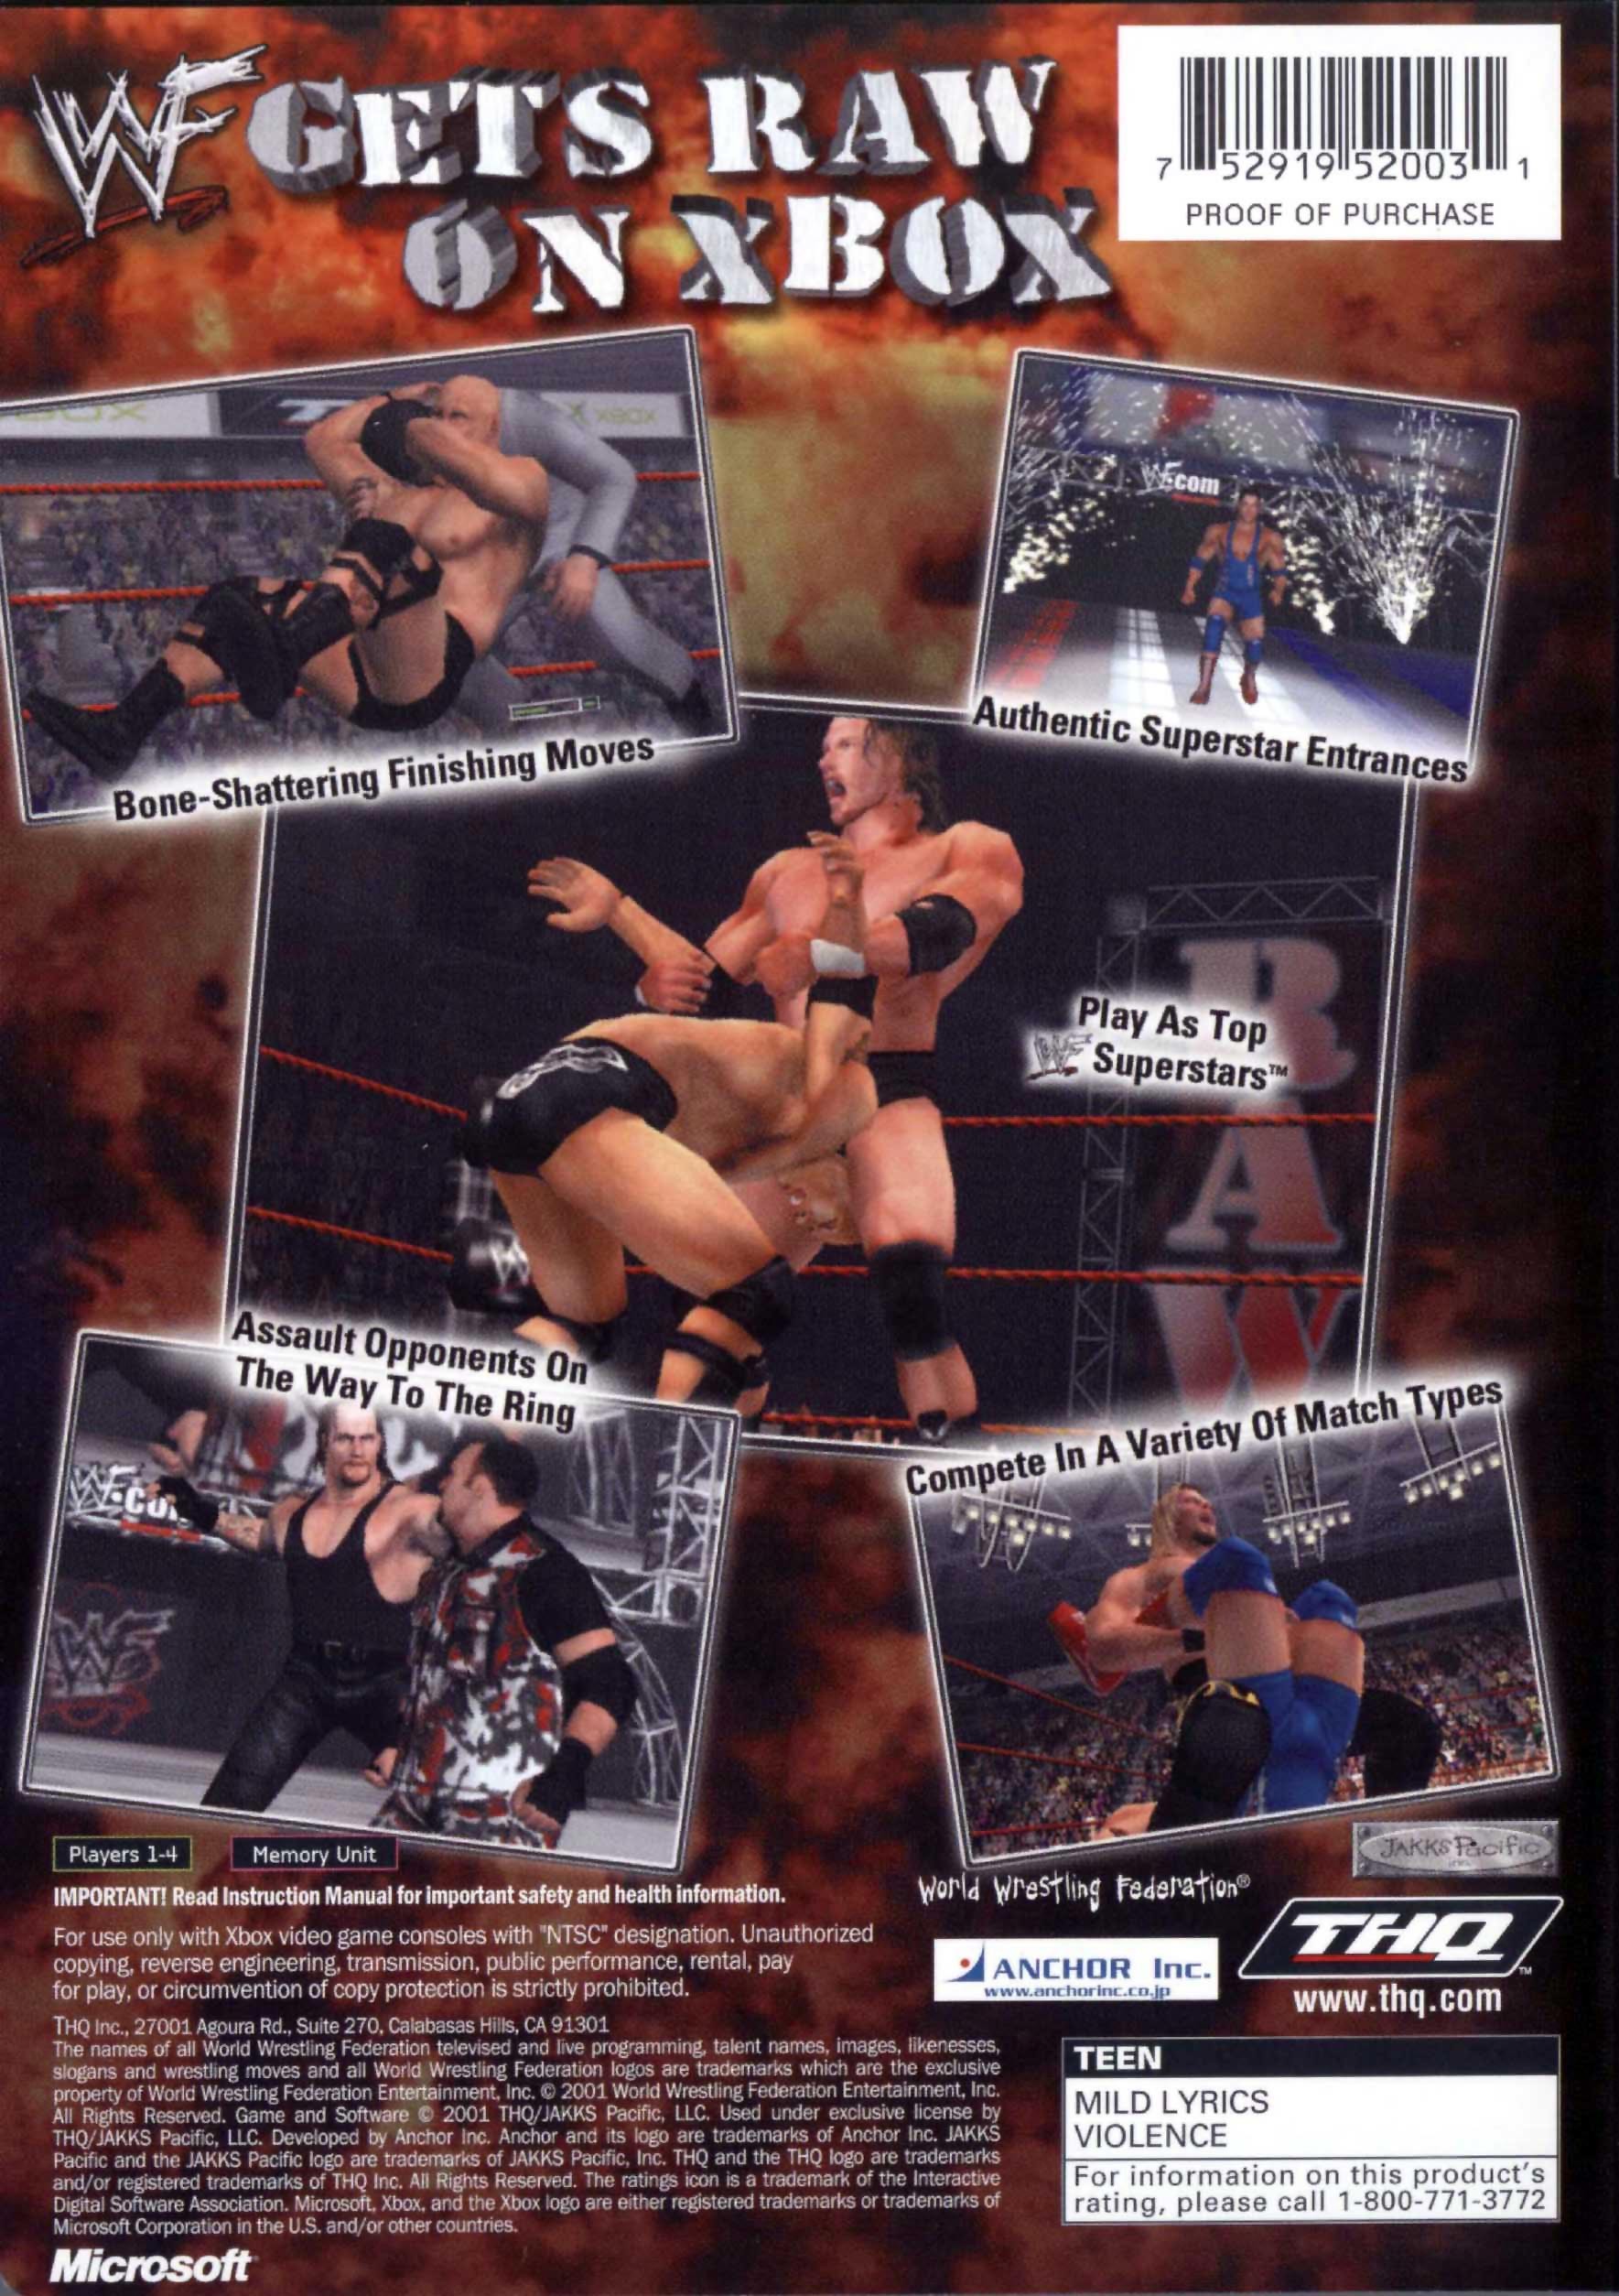 WF GETS RAW
ON XBOX
7 52919 52003 1
PROOF OF PURCHASE
XBOX
WF.com
Bone-Shattering Finishing Moves
Authentic Superstar Entrances
Play As Top
WF Superstars™
RAW
Assault Opponents On
The Way To The Ring
Compete In A Variety Of Match Types
JAKKS Pacific
INC.
Players 1-4
Memory Unit
World Wrestling Federation®
IMPORTANT! Read Instruction Manual for important safety and health information.
For use only with Xbox video game consoles with "NTSC" designation. Unauthorized
copying, reverse engineering, transmission, public performance, rental, pay
for play, or circumvention of copy protection is strictly prohibited.
ANCHOR Inc.
www.anchorinc.co.jp
THQ™
www.thq.com
THQ Inc., 27001 Agoura Rd., Suite 270, Calabasas Hills, CA 91301
The names of all World Wrestling Federation televised and live programming, talent names, images, likenesses,
slogans and wrestling moves and all World Wrestling Federation logos are trademarks which are the exclusive
property of World Wrestling Federation Entertainment, Inc. © 2001 World Wrestling Federation Entertainment, Inc.
All Rights Reserved. Game and Software © 2001 THQ/JAKKS Pacific, LLC. Used under exclusive license by
THQ/JAKKS Pacific, LLC. Developed by Anchor Inc. Anchor and its logo are trademarks of Anchor Inc. JAKKS
Pacific and the JAKKS Pacific logo are trademarks of JAKKS Pacific, Inc. THQ and the THQ logo are trademarks
and/or registered trademarks of THQ Inc. All Rights Reserved. The ratings icon is a trademark of the Interactive
Digital Software Association. Microsoft, Xbox, and the Xbox logo are either registered trademarks or trademarks of
Microsoft Corporation in the U.S. and/or other countries.
TEEN
MILD LYRICS
VIOLENCE
For information on this product's
rating, please call 1-800-771-3772
Microsoft